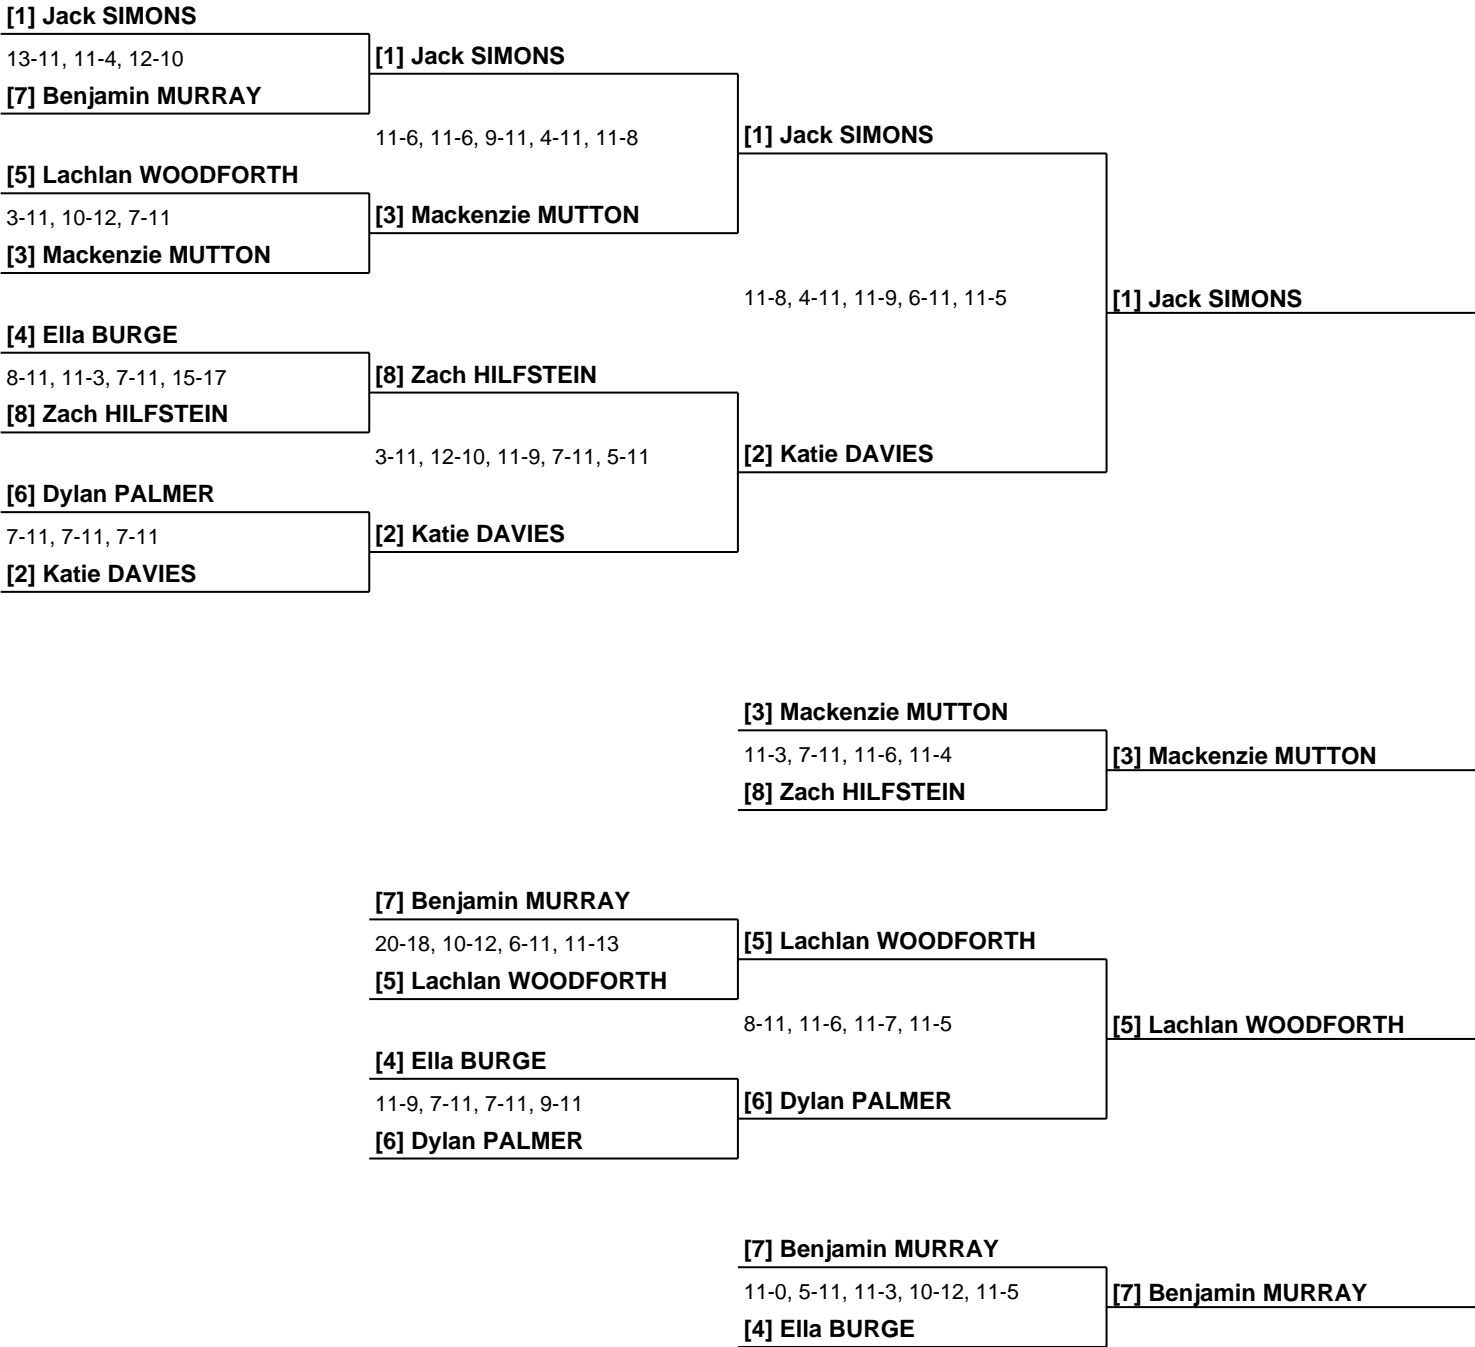 [1] Jack SIMONS
13-11, 11-4, 12-10
[1] Jack SIMONS
[7] Benjamin MURRAY
11-6, 11-6, 9-11, 4-11, 11-8
[1] Jack SIMONS
[5] Lachlan WOODFORTH
3-11, 10-12, 7-11
[3] Mackenzie MUTTON
[3] Mackenzie MUTTON
11-8, 4-11, 11-9, 6-11, 11-5
[1] Jack SIMONS
[4] Ella BURGE
8-11, 11-3, 7-11, 15-17
[8] Zach HILFSTEIN
[8] Zach HILFSTEIN
3-11, 12-10, 11-9, 7-11, 5-11
[2] Katie DAVIES
[6] Dylan PALMER
7-11, 7-11, 7-11
[2] Katie DAVIES
[2] Katie DAVIES
[3] Mackenzie MUTTON
11-3, 7-11, 11-6, 11-4
[3] Mackenzie MUTTON
[8] Zach HILFSTEIN
[7] Benjamin MURRAY
20-18, 10-12, 6-11, 11-13
[5] Lachlan WOODFORTH
[5] Lachlan WOODFORTH
8-11, 11-6, 11-7, 11-5
[5] Lachlan WOODFORTH
[4] Ella BURGE
11-9, 7-11, 7-11, 9-11
[6] Dylan PALMER
[6] Dylan PALMER
[7] Benjamin MURRAY
11-0, 5-11, 11-3, 10-12, 11-5
[7] Benjamin MURRAY
[4] Ella BURGE